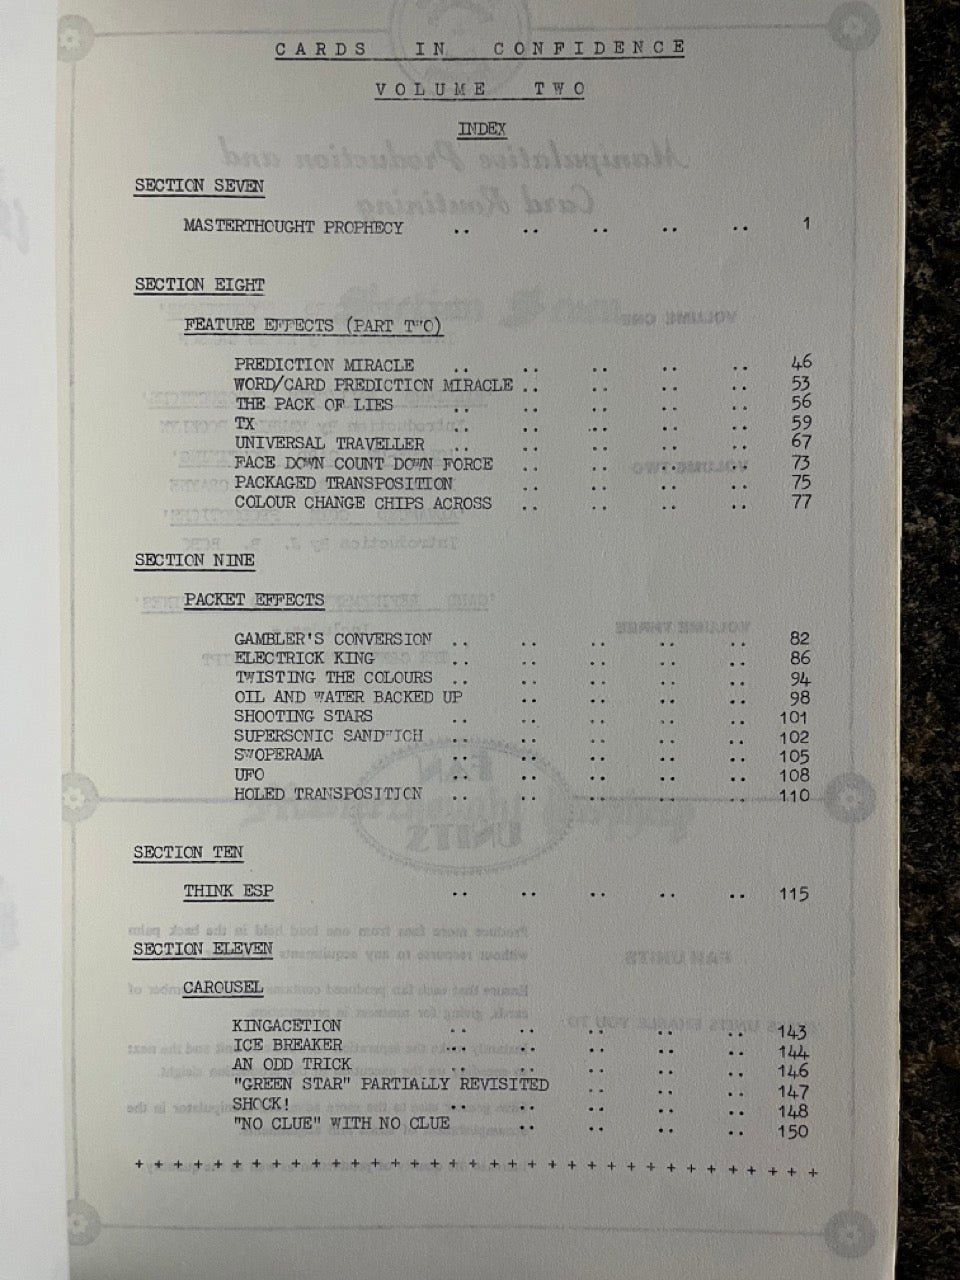 CARDS IN CONFIDENCE
VOLUME TWO
INDEX
SECTION SEVEN
MASTERTHOUGHT PROPHECY .. .. .. .. .. 1
SECTION EIGHT
FEATURE EFFECTS (PART TWO)
PREDICTION MIRACLE .. .. .. .. .. 46
WORD/CARD PREDICTION MIRACLE .. .. .. .. 53
THE PACK OF LIES .. .. .. .. .. 56
TX .. .. .. .. .. 59
UNIVERSAL TRAVELLER .. .. .. .. .. 67
FACE DOWN COUNT DOWN FORCE .. .. .. .. 73
PACKAGED TRANSPOSITION .. .. .. .. .. 75
COLOUR CHANGE CHIPS ACROSS .. .. .. .. 77
SECTION NINE
PACKET EFFECTS
GAMBLER'S CONVERSION .. .. .. .. .. 82
ELECTRICK KING .. .. .. .. .. 86
TWISTING THE COLOURS .. .. .. .. .. 94
OIL AND WATER BACKED UP .. .. .. .. 98
SHOOTING STARS .. .. .. .. .. 101
SUPERSONIC SANDWICH .. .. .. .. .. 102
SWOPERAMA .. .. .. .. .. 105
UFO .. .. .. .. .. 108
HOLED TRANSPOSITION .. .. .. .. .. 110
SECTION TEN
THINK ESP .. .. .. .. .. 115
SECTION ELEVEN
CAROUSEL
KINGACETION .. .. .. .. .. 143
ICE BREAKER .. .. .. .. .. 144
AN ODD TRICK .. .. .. .. .. 146
"GREEN STAR" PARTIALLY REVISITED .. .. .. 147
SHOCK! .. .. .. .. .. 148
"NO CLUE" WITH NO CLUE .. .. .. .. 150
+ + + + + + + + + + + + + + + + + + + + + + + + + + + + + + + + + + +